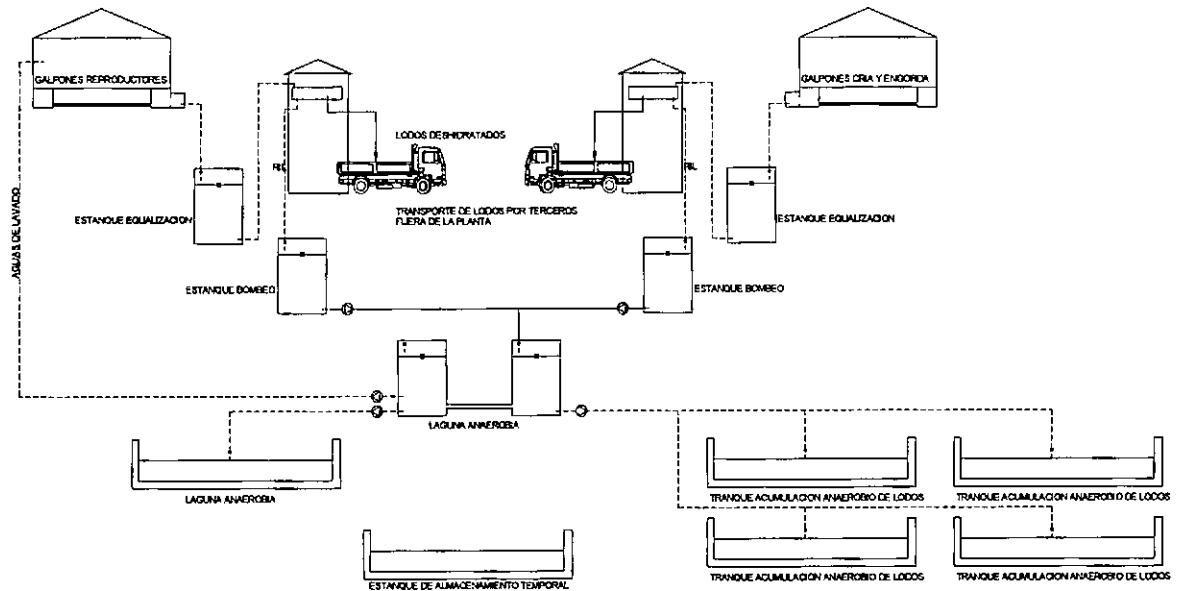 GALPONES REPRODUCTORES
GALPONES CRIA Y ENGORDA
LODOS DESHIDRATADOS
RIL
RIL
ESTANQUE EQUALIZACION
TRANSPORTE DE LODOS POR TERCEROS
FUERA DE LA PLANTA
ESTANQUE EQUALIZACION
AGUAS DE LAVADO
ESTANQUE BOMBEO
ESTANQUE BOMBEO
LAGUNA ANAEROBIA
LAGUNA ANAEROBIA
TRANQUE ACUMULACION ANAEROBIO DE LODOS
TRANQUE ACUMULACION ANAEROBIO DE LODOS
ESTANQUE DE ALMACENAMIENTO TEMPORAL
TRANQUE ACUMULACION ANAEROBIO DE LODOS
TRANQUE ACUMULACION ANAEROBIO DE LODOS